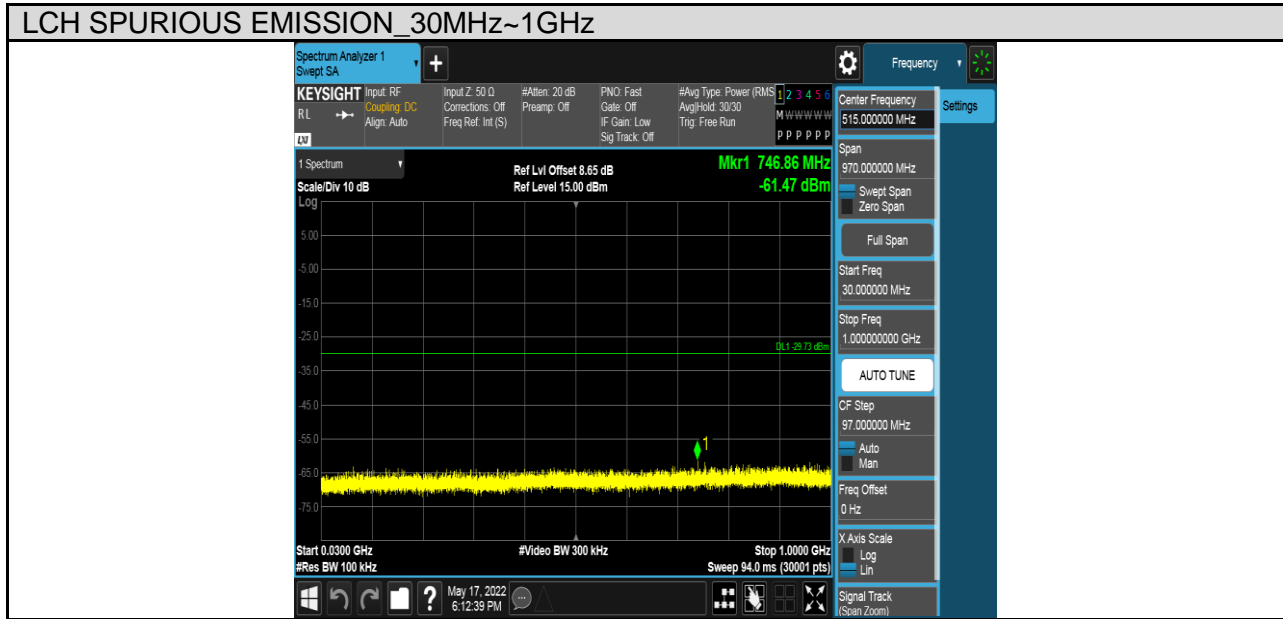 LCH SPURIOUS EMISSION_30MHz~1GHz
Spectrum Analyzer 1
Swept SA
+
Frequency
KEYSIGHT
RL
LXI
Input: RF
Coupling: DC
Align: Auto
Input Z: 50 Ω
Corrections: Off
Freq Ref: Int (S)
#Atten: 20 dB
Preamp: Off
PNO: Fast
Gate: Off
IF Gain: Low
Sig Track: Off
#Avg Type: Power (RMS
Avg|Hold: 30/30
Trig: Free Run
1 2 3 4 5 6
M W W W W W
P P P P P P
1 Spectrum
Scale/Div 10 dB
Log
Ref Lvl Offset 8.65 dB
Ref Level 15.00 dBm
Mkr1 746.86 MHz
-61.47 dBm
5.00
-5.00
-15.0
-25.0
DL1 -29.73 dBm
-35.0
-45.0
-55.0
1
-65.0
-75.0
Start 0.0300 GHz
#Res BW 100 kHz
#Video BW 300 kHz
Stop 1.0000 GHz
Sweep 94.0 ms (30001 pts)
?
May 17, 2022
6:12:39 PM
Center Frequency
515.000000 MHz
Span
970.000000 MHz
Swept Span
Zero Span
Full Span
Start Freq
30.000000 MHz
Stop Freq
1.000000000 GHz
AUTO TUNE
CF Step
97.000000 MHz
Auto
Man
Freq Offset
0 Hz
X Axis Scale
Log
Lin
Signal Track
(Span Zoom)
Settings